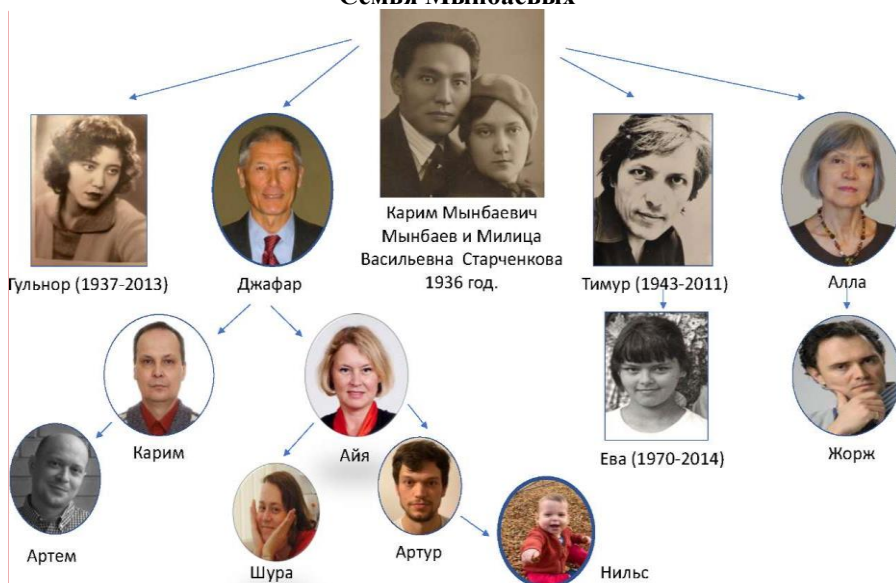 Семья Мынбаевых
Карим Мынбаевич
Мынбаев и Милица
Васильевна Старченкова
1936 год.
Гульнор (1937-2013)
Джафар
Тимур (1943-2011)
Алла
Карим
Айя
Ева (1970-2014)
Жорж
Артем
Шура
Артур
Нильс